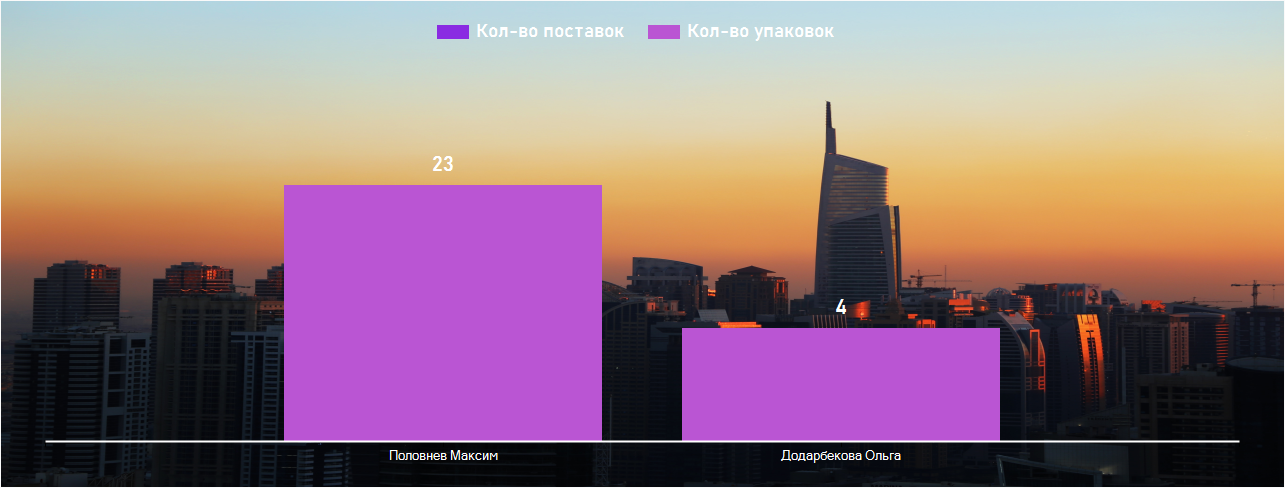 Кол-во поставок Кол-во упаковок
23
4
Половнев Максим Додарбекова Ольга